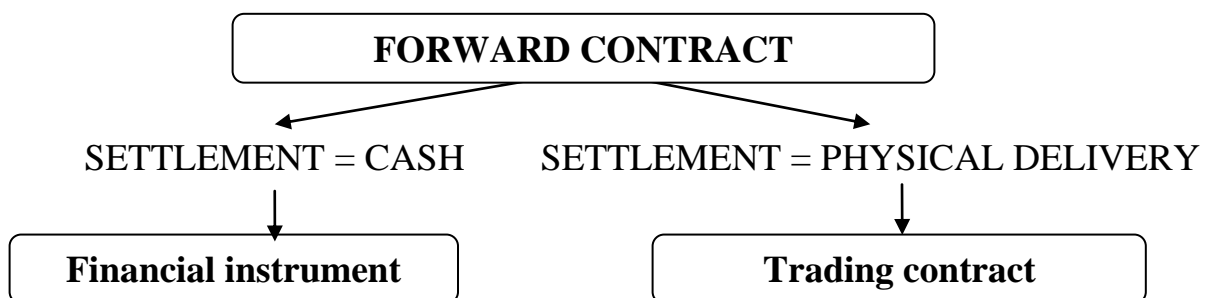 FORWARD CONTRACT
SETTLEMENT = CASH
SETTLEMENT = PHYSICAL DELIVERY
Financial instrument
Trading contract